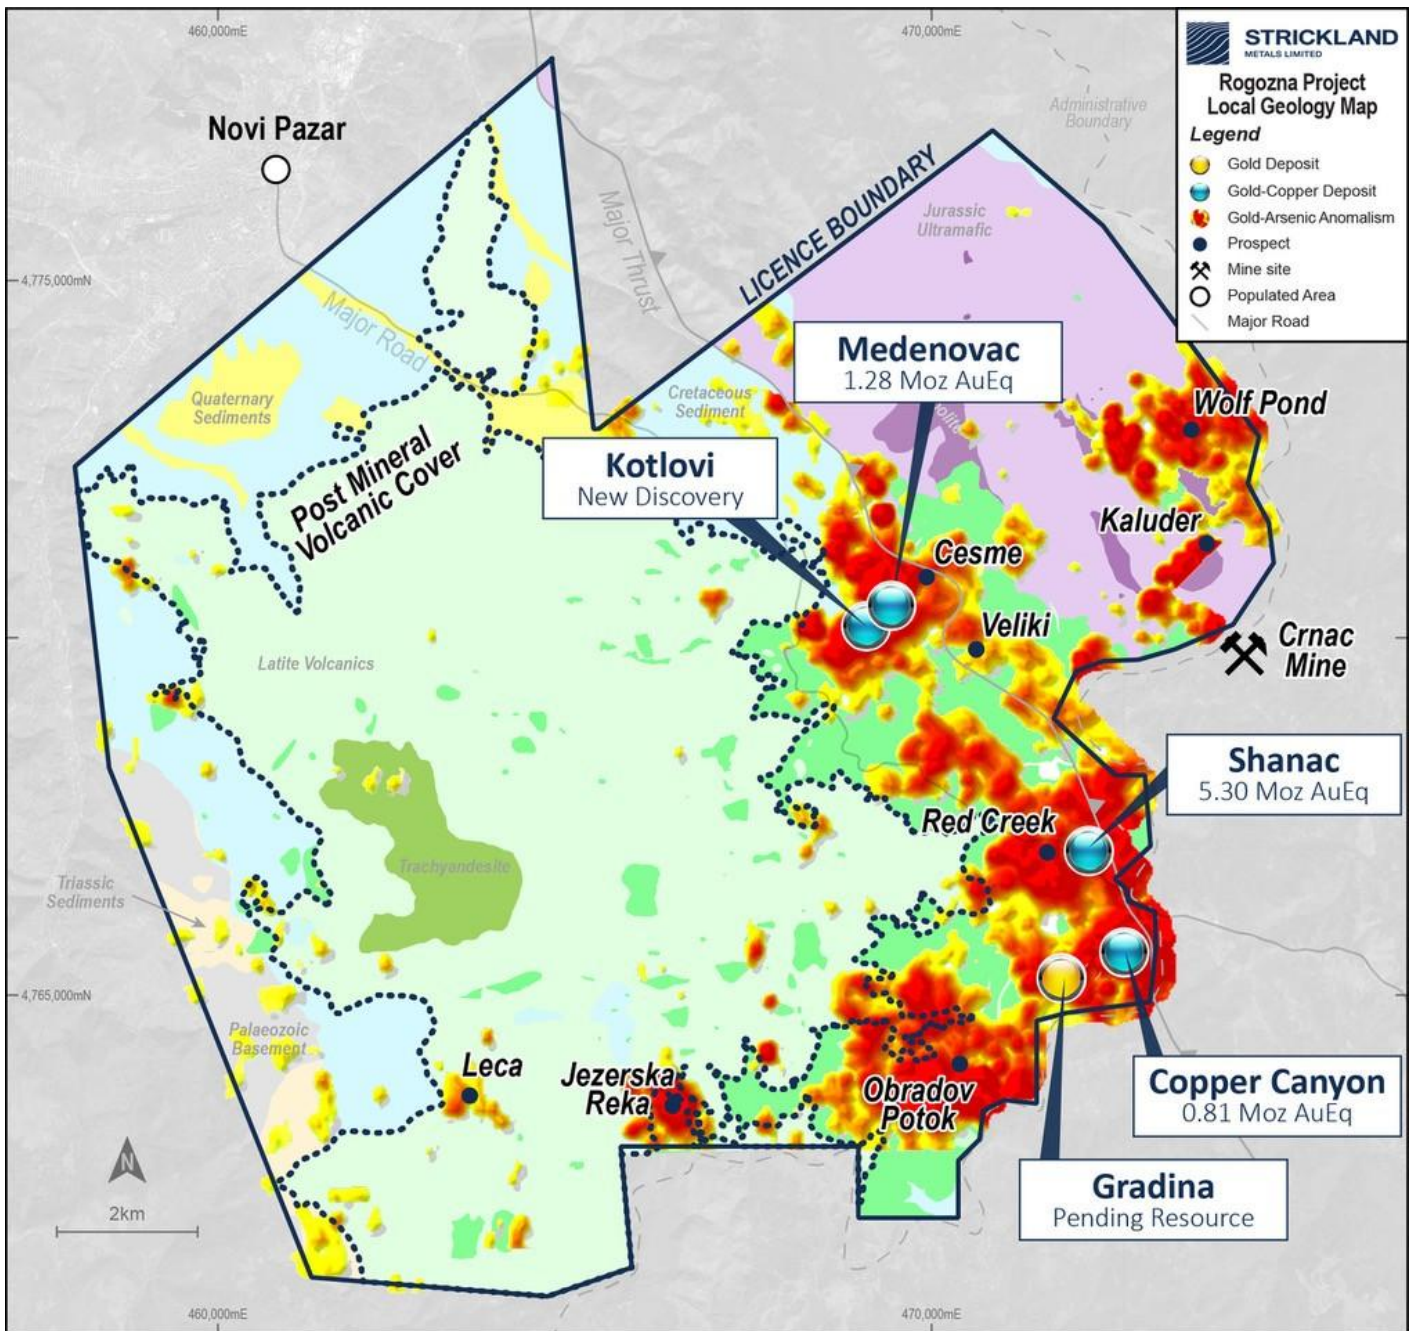 460,000mE
470,000mE
STRICKLAND
METALS LIMITED
Rogozna Project
Local Geology Map
Legend
Gold Deposit
Gold-Copper Deposit
Gold-Arsenic Anomalism
Prospect
Mine site
Populated Area
Major Road
Administrative
Boundary
Novi Pazar
LICENCE BOUNDARY
Major Thrust
Jurassic
Ultramafic
4,775,000mN
Major Road
Medenovac
1.28 Moz AuEq
Quaternary
Sediments
Cretaceous
Sediment
Wolf Pond
Post Mineral
Volcanic Cover
Kotlovi
New Discovery
Kaluder
Cesme
Veliki
Crnac
Mine
Latite Volcanics
Shanac
5.30 Moz AuEq
Red Creek
Trachyandesite
Triassic
Sediments
4,765,000mN
Palaeozoic
Basement
Leca
Jezerska
Reka
Obradov
Potok
Copper Canyon
0.81 Moz AuEq
Gradina
Pending Resource
N
2km
460,000mE
470,000mE